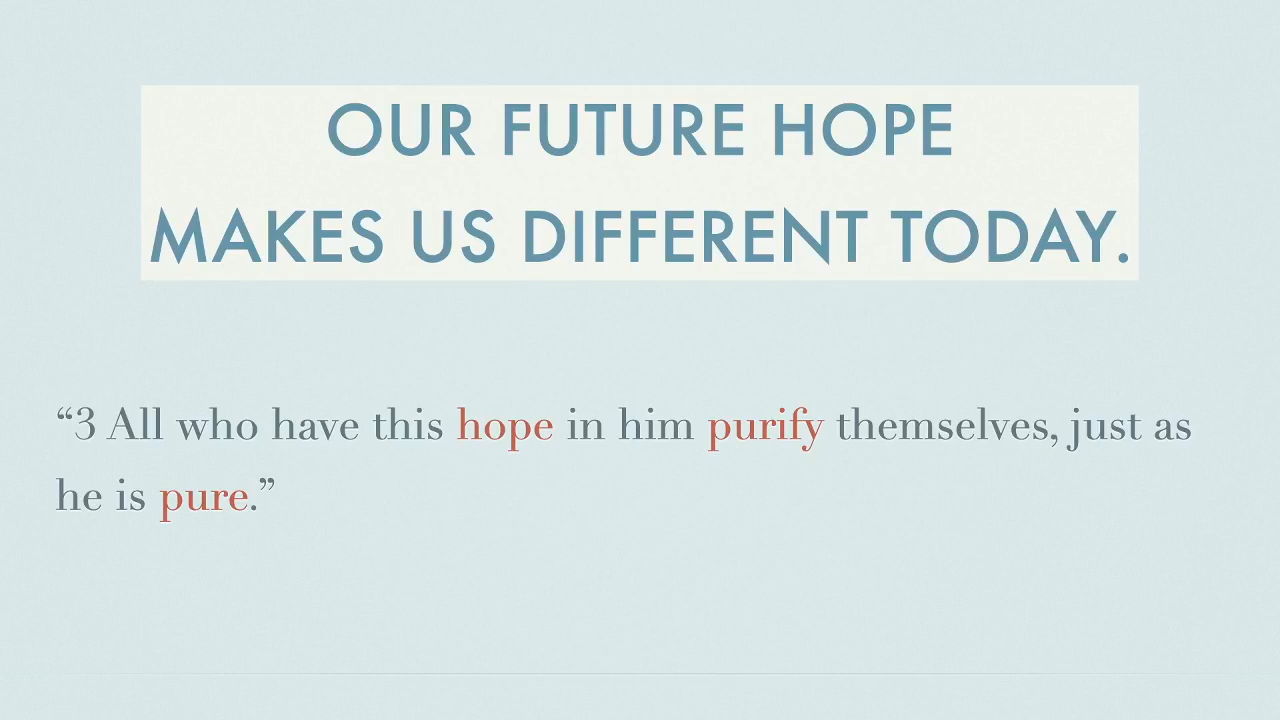 OUR FUTURE HOPE
MAKES US DIFFERENT TODAY.
“3 All who have this hope in him purify themselves, just as
he is pure.”